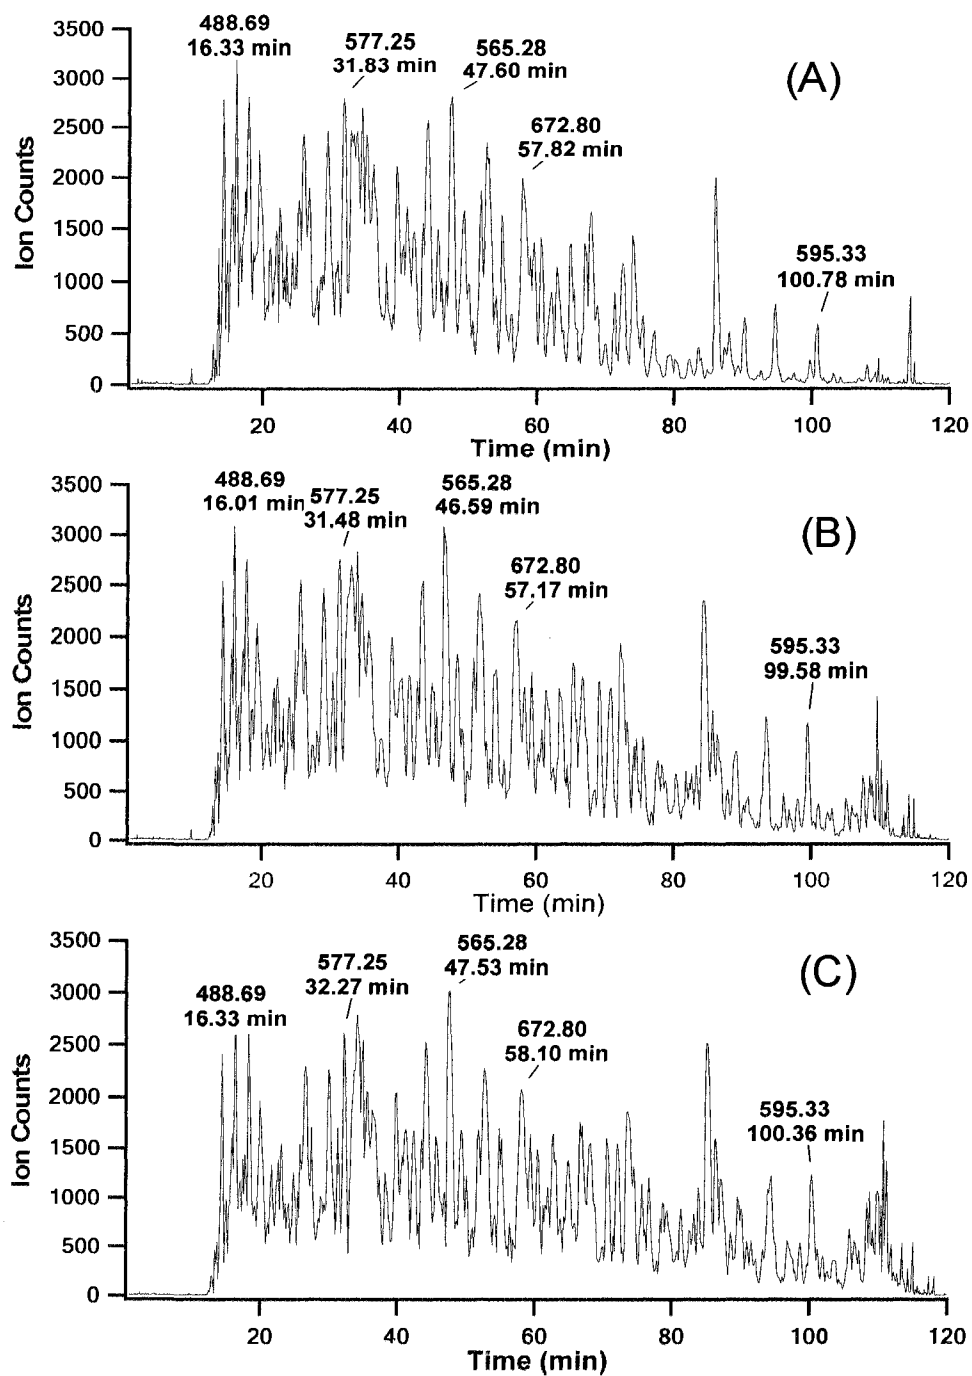 3500
3000
2500
2000
1500
1000
500
0
Ion Counts
488.69
16.33 min
577.25
31.83 min
565.28
47.60 min
672.80
57.82 min
595.33
100.78 min
(A)
20 40 60 80 100 120
Time (min)
3500
3000
2500
2000
1500
1000
500
0
Ion Counts
488.69
16.01 min
577.25
31.48 min
565.28
46.59 min
672.80
57.17 min
595.33
99.58 min
(B)
20 40 60 80 100 120
Time (min)
3500
3000
2500
2000
1500
1000
500
0
Ion Counts
488.69
16.33 min
577.25
32.27 min
565.28
47.53 min
672.80
58.10 min
595.33
100.36 min
(C)
20 40 60 80 100 120
Time (min)